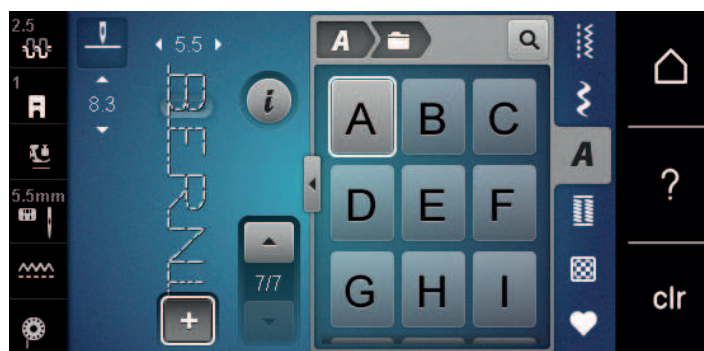 2.5
5.5
A
1
8.3
i
A B C
A
?
5.5mm
D E F
BERNI
7/7
G H I
clr
+